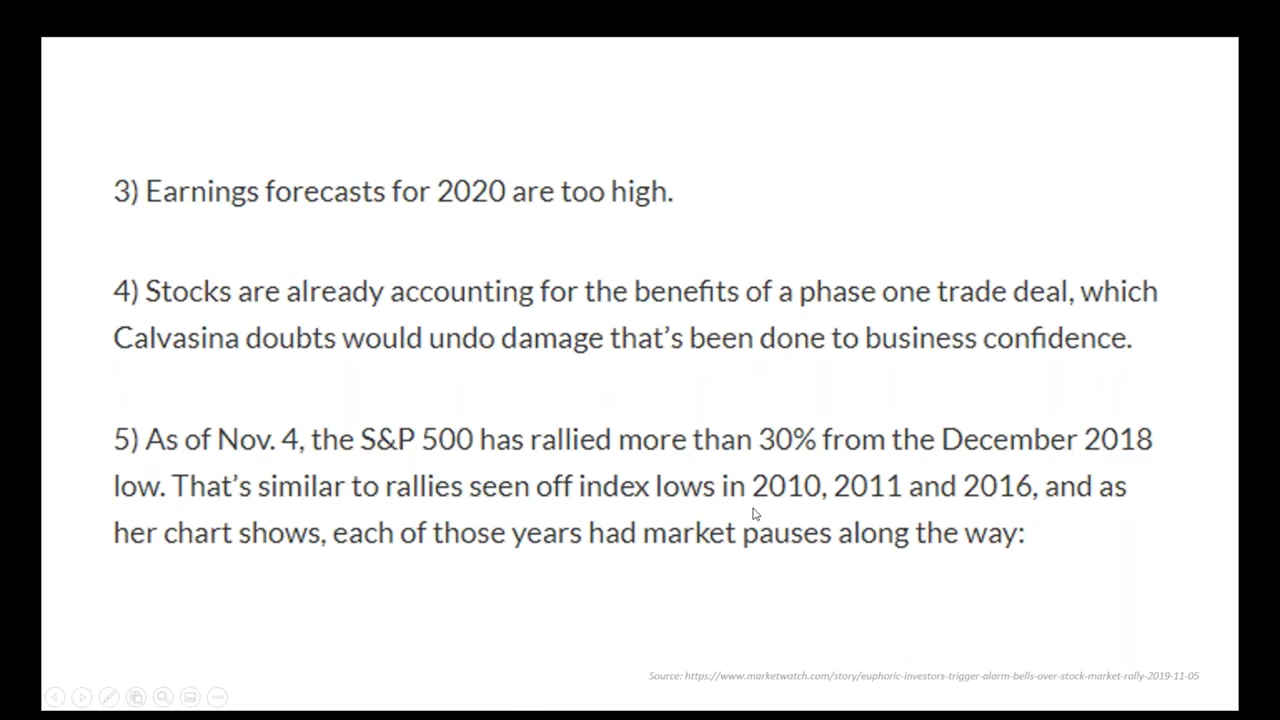 3) Earnings forecasts for 2020 are too high.
4) Stocks are already accounting for the benefits of a phase one trade deal, which
Calvasina doubts would undo damage that’s been done to business confidence.
5) As of Nov. 4, the S&P 500 has rallied more than 30% from the December 2018
low. That’s similar to rallies seen off index lows in 2010, 2011 and 2016, and as
her chart shows, each of those years had market pauses along the way:
Source: https://www.marketwatch.com/story/euphoric-investors-trigger-alarm-bells-over-stock-market-rally-2019-11-05